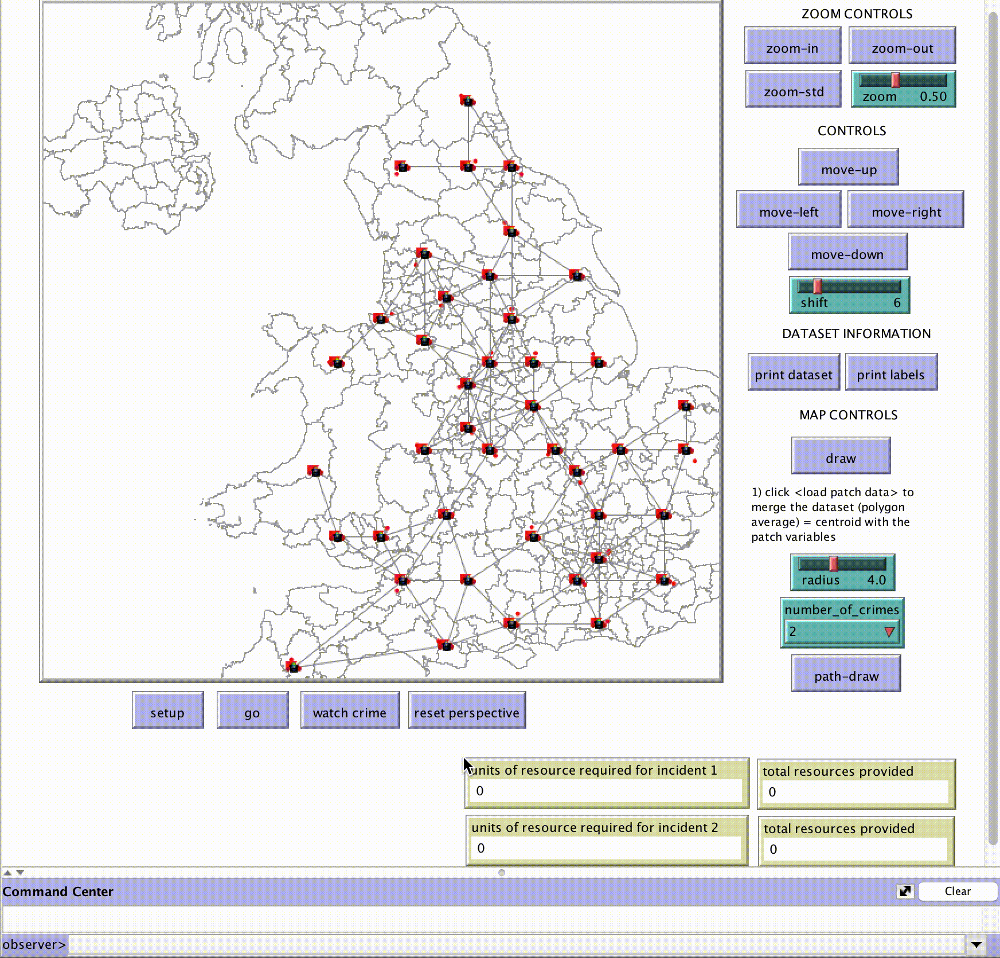 ZOOM CONTROLS
zoom-in
zoom-out
zoom-std
zoom 0.50
CONTROLS
move-up
move-left
move-right
move-down
shift 6
DATASET INFORMATION
print dataset
print labels
MAP CONTROLS
draw
1) click <load patch data> to
merge the dataset (polygon
average) = centroid with the
patch variables
radius 4.0
number_of_crimes
2
path-draw
setup
go
watch crime
reset perspective
units of resource required for incident 1
0
total resources provided
0
units of resource required for incident 2
0
total resources provided
0
Command Center
Clear
observer>